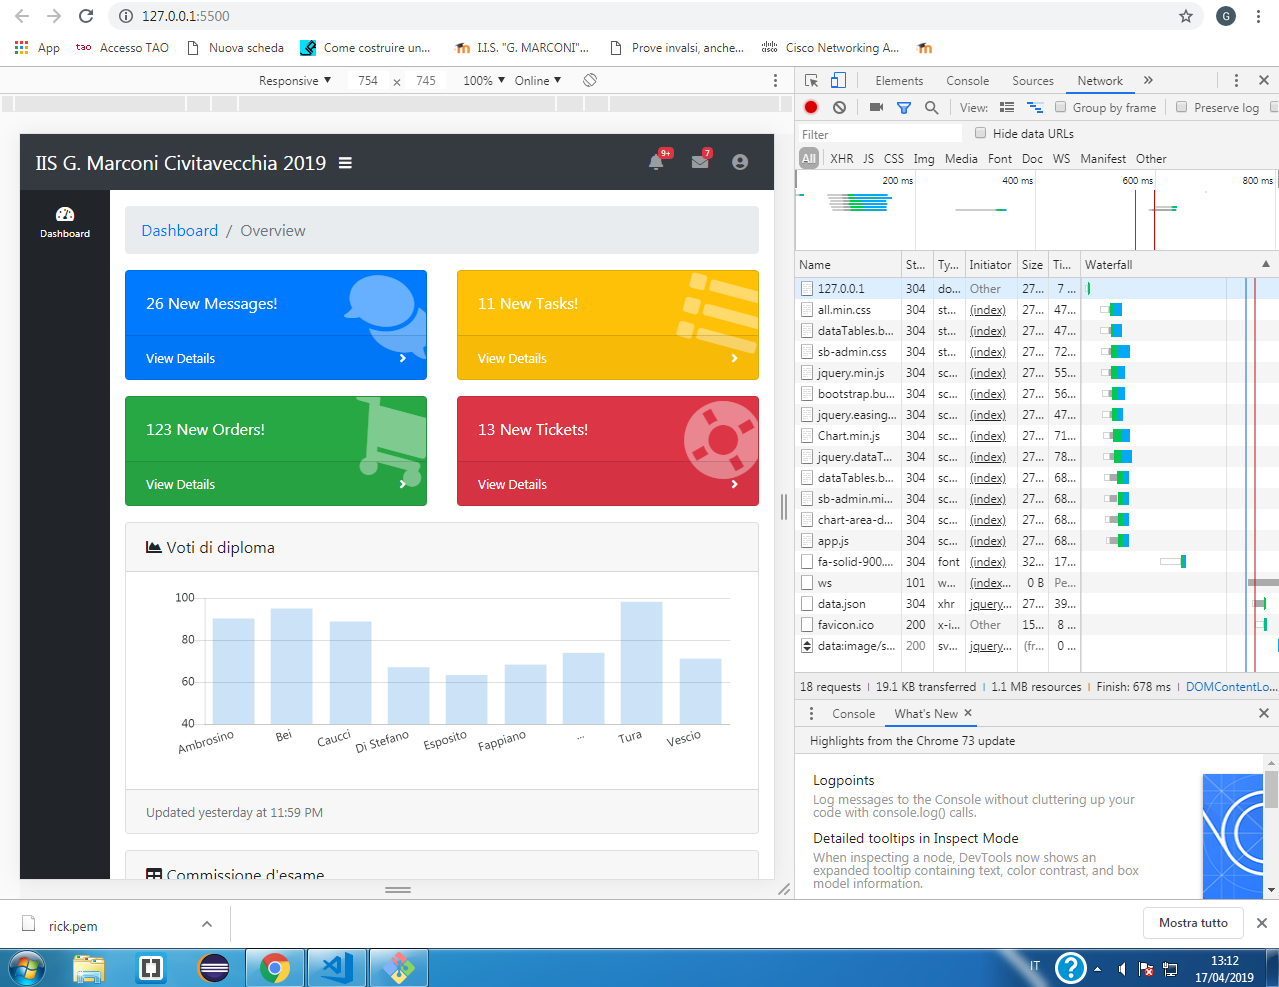 127.0.0.1:5500
G
App
tao Accesso TAO
Nuova scheda
Come costruire un...
I.I.S. "G. MARCONI"...
Prove invalsi, anche...
cisco Cisco Networking A...
Responsive 754 x 745 100% Online
IIS G. Marconi Civitavecchia 2019
9+
7
Dashboard
Dashboard / Overview
26 New Messages!
View Details
11 New Tasks!
View Details
123 New Orders!
View Details
13 New Tickets!
View Details
Voti di diploma
100
80
60
40
Ambrosino
Bei
Caucci
Di Stefano
Esposito
Fappiano
...
Tura
Vescio
Updated yesterday at 11:59 PM
Commissione d'esame
Elements Console Sources Network »
View: Group by frame Preserve log
Filter
Hide data URLs
All XHR JS CSS Img Media Font Doc WS Manifest Other
200 ms 400 ms 600 ms 800 ms
Name St... Ty... Initiator Size Ti... Waterfall
127.0.0.1 304 do... Other 27... 7 ...
all.min.css 304 st... (index) 27... 47...
dataTables.b... 304 st... (index) 27... 47...
sb-admin.css 304 st... (index) 27... 72...
jquery.min.js 304 sc... (index) 27... 55...
bootstrap.bu... 304 sc... (index) 27... 56...
jquery.easing... 304 sc... (index) 27... 47...
Chart.min.js 304 sc... (index) 27... 71...
jquery.dataT... 304 sc... (index) 27... 78...
dataTables.b... 304 sc... (index) 27... 68...
sb-admin.mi... 304 sc... (index) 27... 68...
chart-area-d... 304 sc... (index) 27... 68...
app.js 304 sc... (index) 27... 68...
fa-solid-900.... 304 font (index) 32... 17...
ws 101 w... (index... 0 B Pe...
data.json 304 xhr jquery... 27... 39...
favicon.ico 200 x-i... Other 15... 8 ...
data:image/s... 200 sv... jquery... (fr... 0 ...
18 requests | 19.1 KB transferred | 1.1 MB resources | Finish: 678 ms | DOMContentLo...
Console What's New ×
Highlights from the Chrome 73 update
Logpoints
Log messages to the Console without cluttering up your
code with console.log() calls.
Detailed tooltips in Inspect Mode
When inspecting a node, DevTools now shows an
expanded tooltip containing text, color contrast, and box
model information.
rick.pem
Mostra tutto
IT
?
13:12
17/04/2019